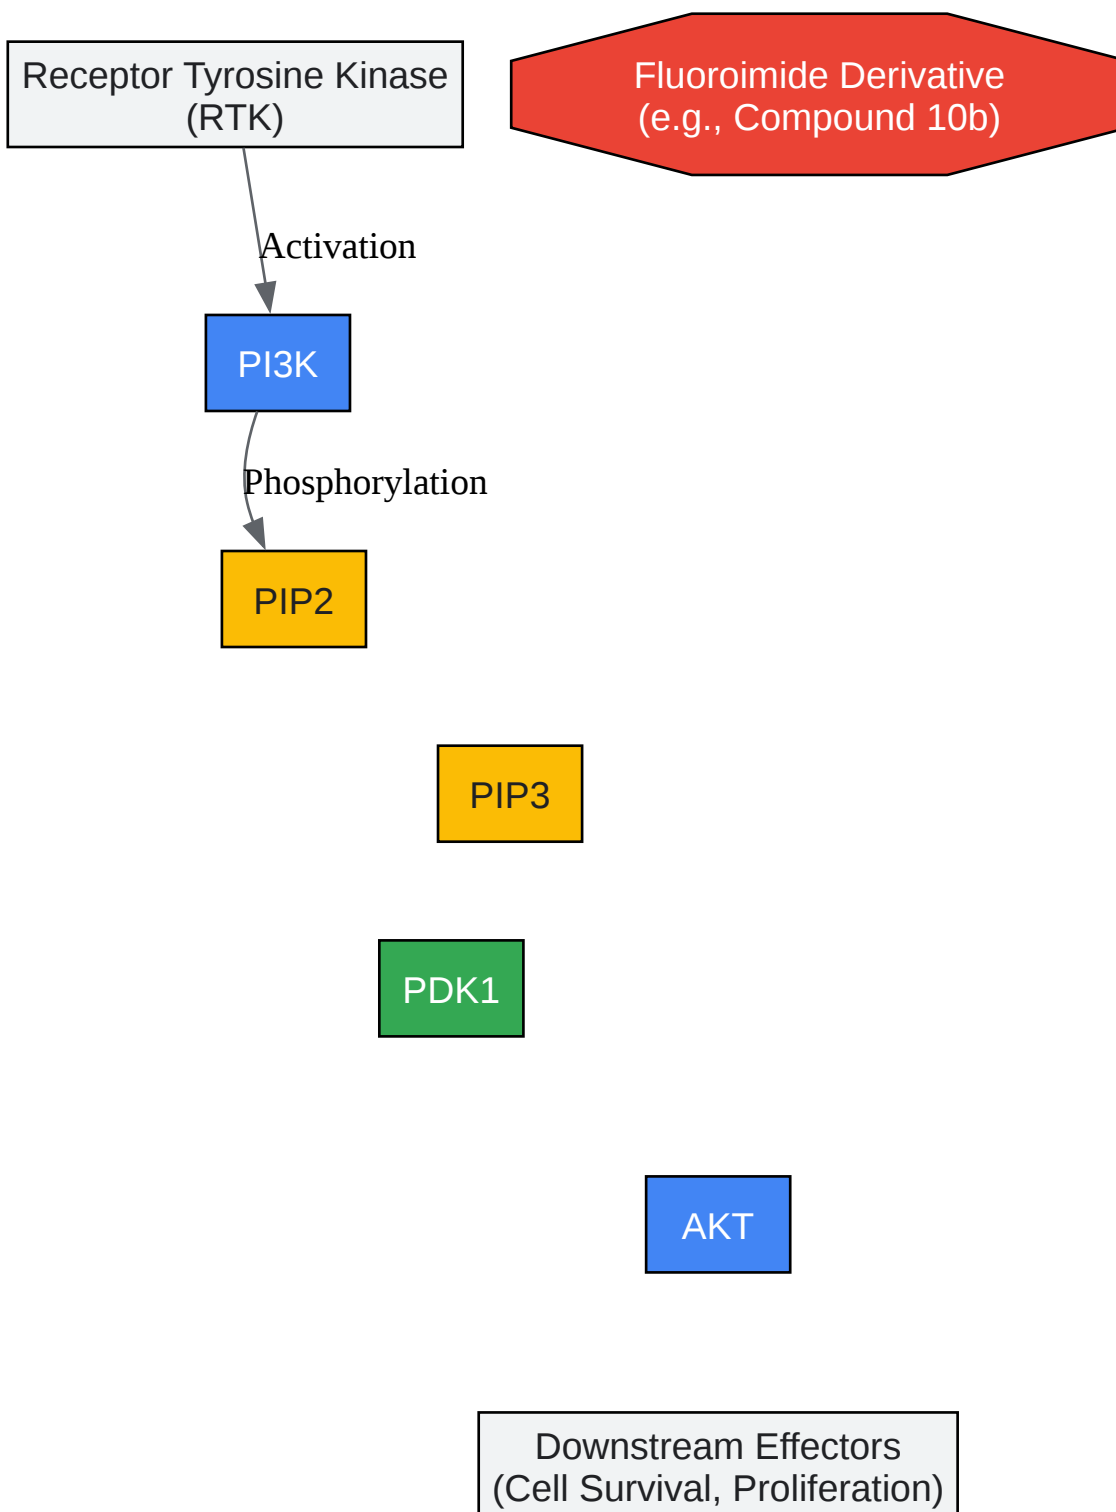 Receptor Tyrosine Kinase
(RTK)
Fluoroimide Derivative
(e.g., Compound 10b)
Activation
PI3K
Phosphorylation
PIP2
PIP3
PDK1
AKT
Downstream Effectors
(Cell Survival, Proliferation)